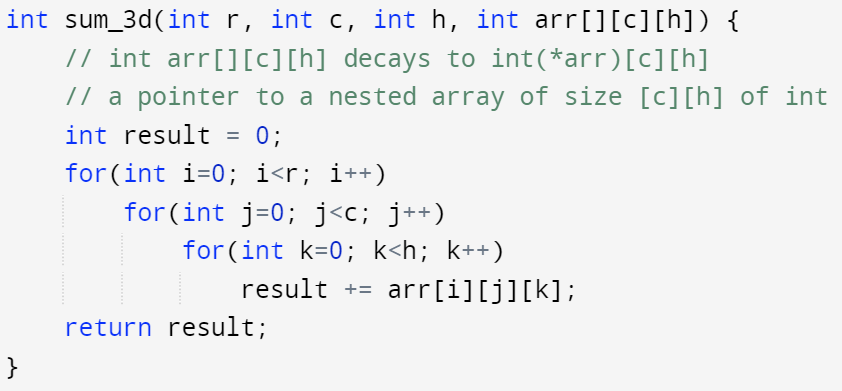 int sum_3d(int r, int c, int h, int arr[][c][h]) {
    // int arr[][c][h] decays to int(*arr)[c][h]
    // a pointer to a nested array of size [c][h] of int
    int result = 0;
    for(int i=0; i<r; i++)
        for(int j=0; j<c; j++)
            for(int k=0; k<h; k++)
                result += arr[i][j][k];
    return result;
}